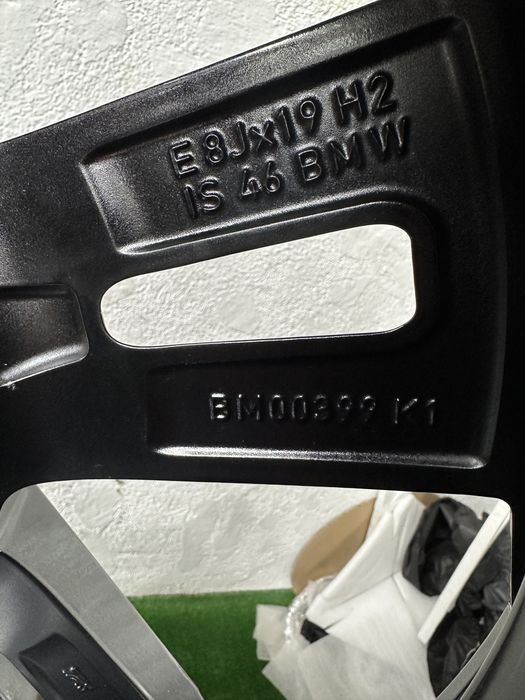 E 8Jx19 H2
IS 46 BMW
BM00399 K1